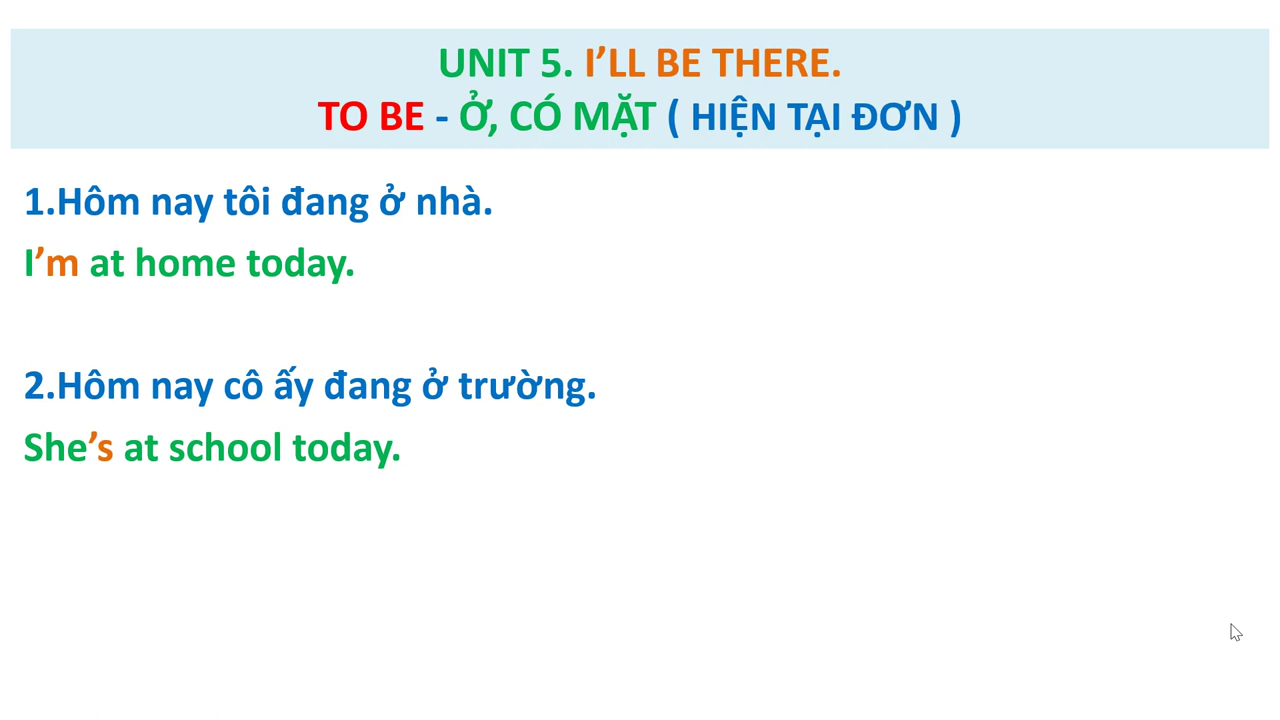 UNIT 5. I’LL BE THERE.
TO BE - Ở, CÓ MẶT ( HIỆN TẠI ĐƠN )
1.Hôm nay tôi đang ở nhà.
I’m at home today.
2.Hôm nay cô ấy đang ở trường.
She’s at school today.